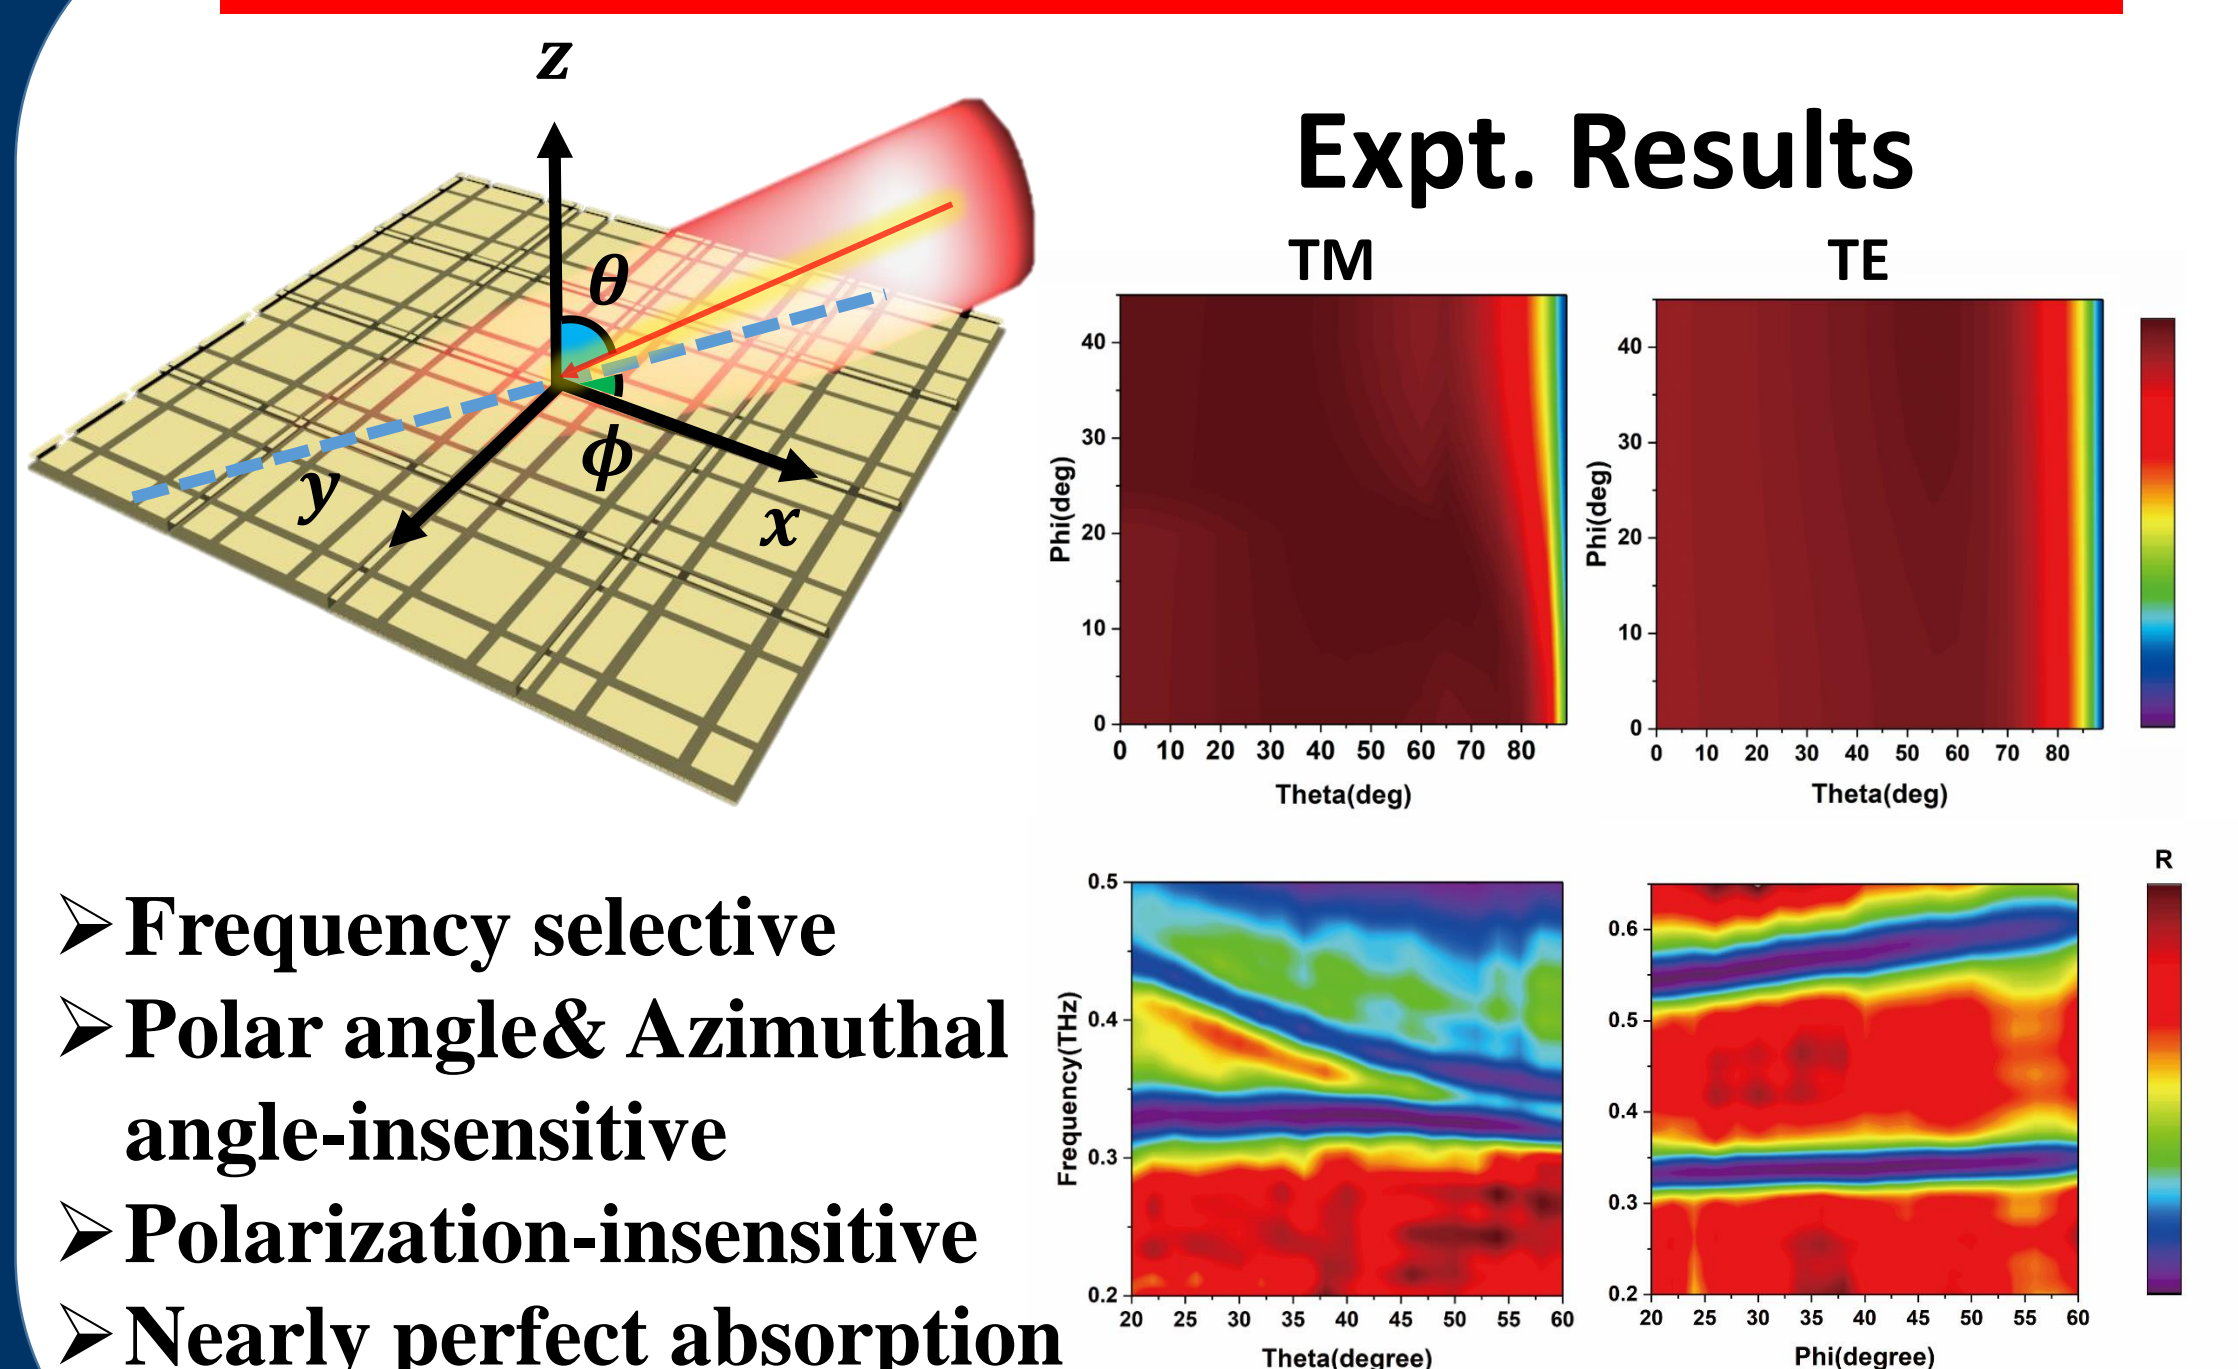 z
θ
ϕ
y
x
Expt. Results
TM
TE
40
30
20
10
0
Phi(deg)
0 10 20 30 40 50 60 70 80
Theta(deg)
40
30
20
10
0
Phi(deg)
0 10 20 30 40 50 60 70 80
Theta(deg)
➢Frequency selective
➢Polar angle& Azimuthal
angle-insensitive
➢Polarization-insensitive
➢Nearly perfect absorption
0.5
0.4
0.3
0.2
Frequency(THz)
20 25 30 35 40 45 50 55 60
Theta(degree)
0.6
0.5
0.4
0.3
0.2
20 25 30 35 40 45 50 55 60
Phi(degree)
R